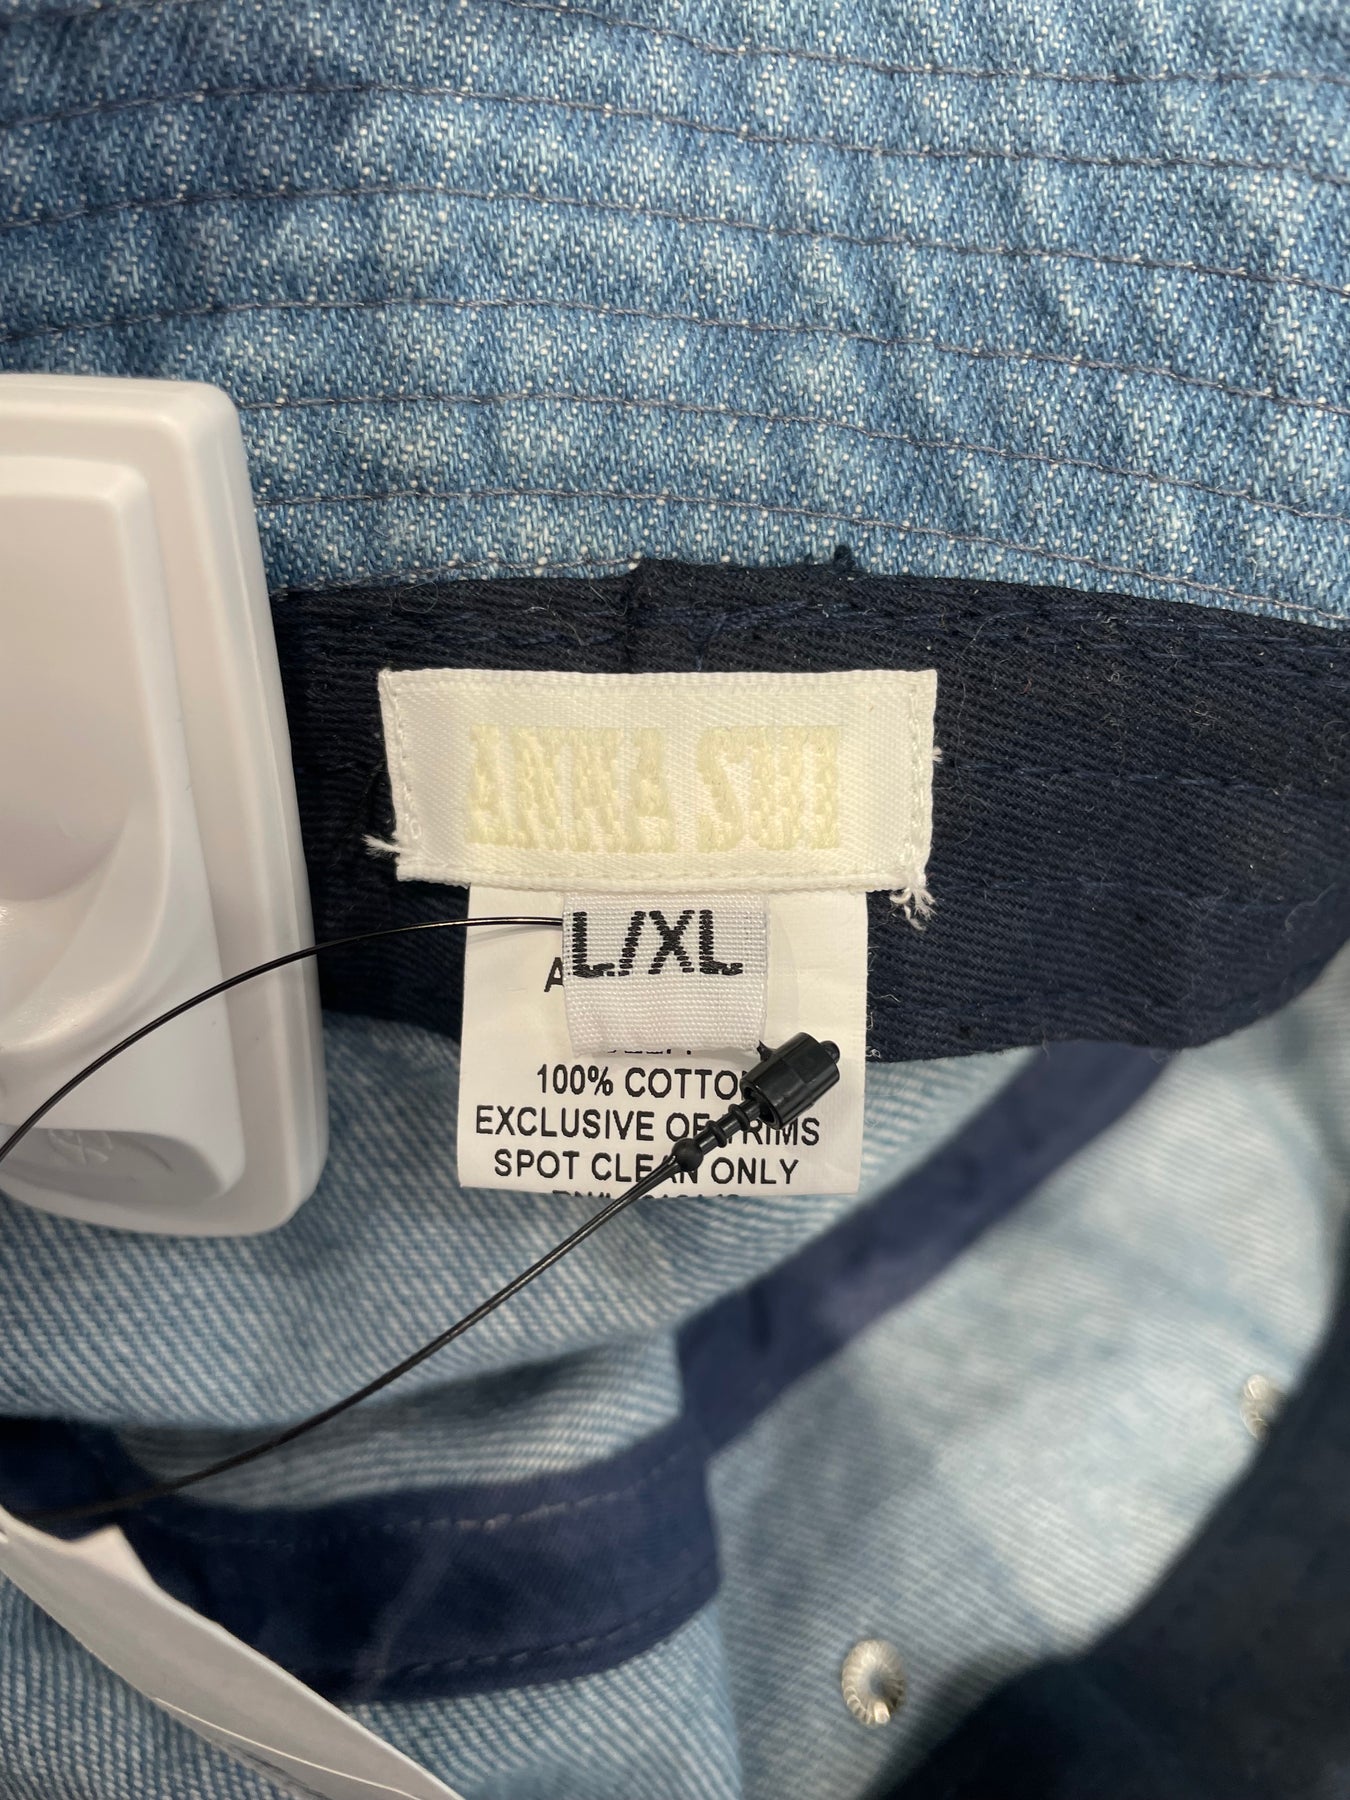 ANNA SUI
L/XL
100% COTTON
EXCLUSIVE OF TRIMS
SPOT CLEAN ONLY